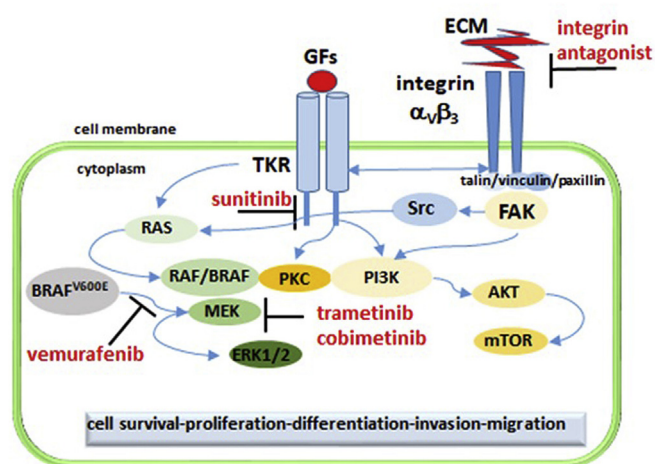 ECM
integrin
antagonist
GFs
integrin
αVβ3
cell membrane
cytoplasm
TKR
talin/vinculin/paxillin
sunitinib
Src
FAK
RAS
RAF/BRAF
PKC
PI3K
BRAFV600E
MEK
AKT
trametinib
cobimetinib
vemurafenib
ERK1/2
mTOR
cell survival-proliferation-differentiation-invasion-migration